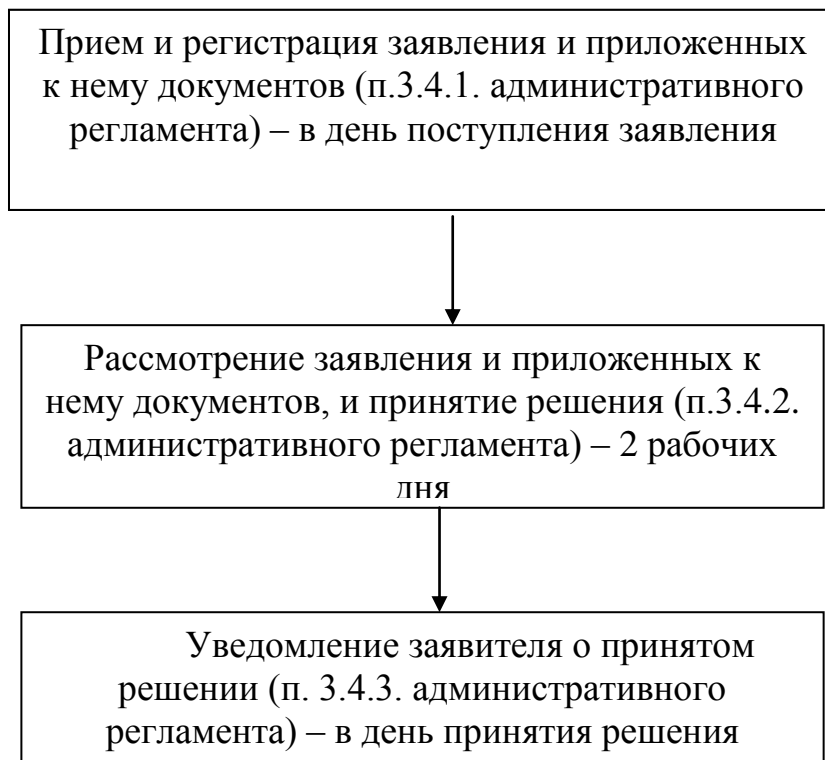 Прием и регистрация заявления и приложенных
к нему документов (п.3.4.1. административного
регламента) – в день поступления заявления
Рассмотрение заявления и приложенных к
нему документов, и принятие решения (п.3.4.2.
административного регламента) – 2 рабочих
дня
Уведомление заявителя о принятом
решении (п. 3.4.3. административного
регламента) – в день принятия решения